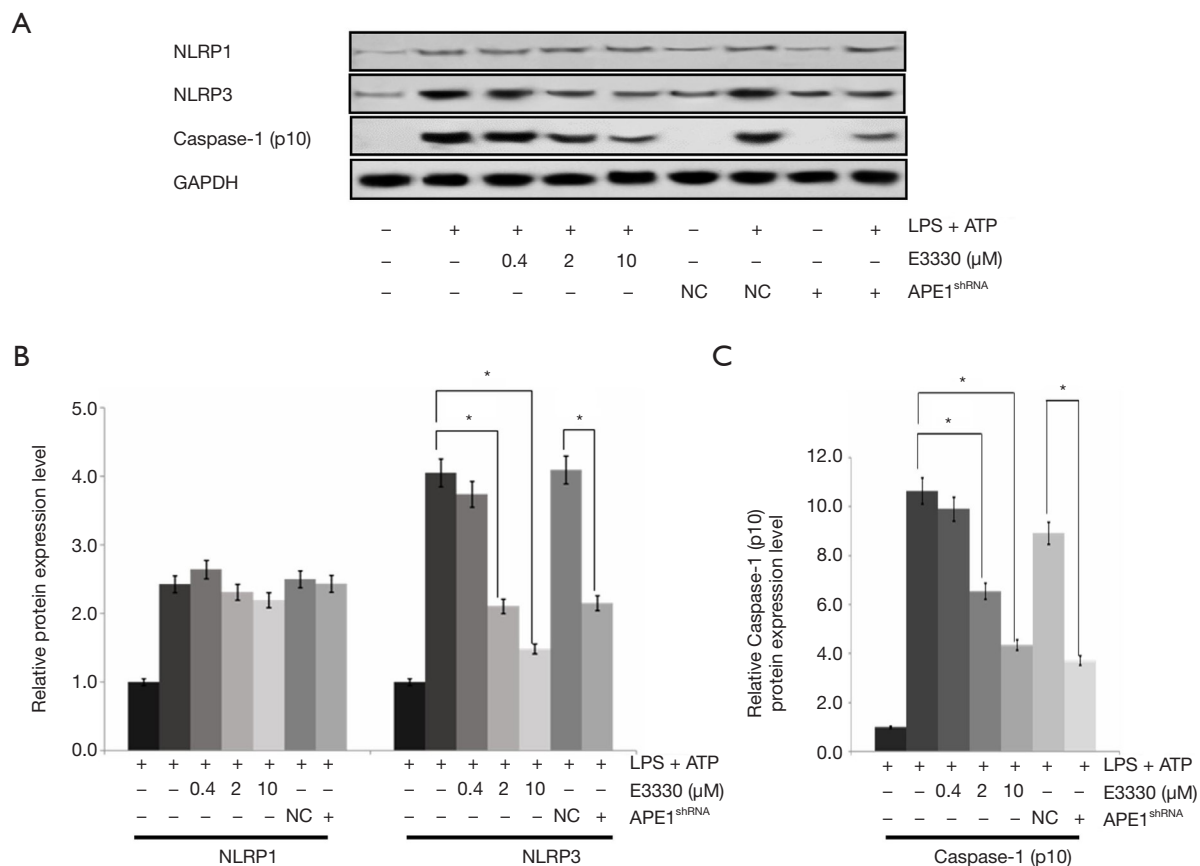 A
NLRP1
NLRP3
Caspase-1 (p10)
GAPDH
– + + + + – + – + LPS + ATP
– – 0.4 2 10 – – – – E3330 (µM)
– – – – – NC NC + + APE1shRNA
B
Relative protein expression level
5.0
4.0
3.0
2.0
1.0
0.0
* * *
+ + + + + + + + + + + + + + LPS + ATP
– – 0.4 2 10 – – – – 0.4 2 10 – – E3330 (µM)
– – – – – NC + – – – – – NC + APE1shRNA
NLRP1 NLRP3
C
Relative Caspase-1 (p10)
protein expression level
12.0
10.0
8.0
6.0
4.0
2.0
0.0
* * *
+ + + + + + + LPS + ATP
– – 0.4 2 10 – – E3330 (µM)
– – – – – NC + APE1shRNA
Caspase-1 (p10)